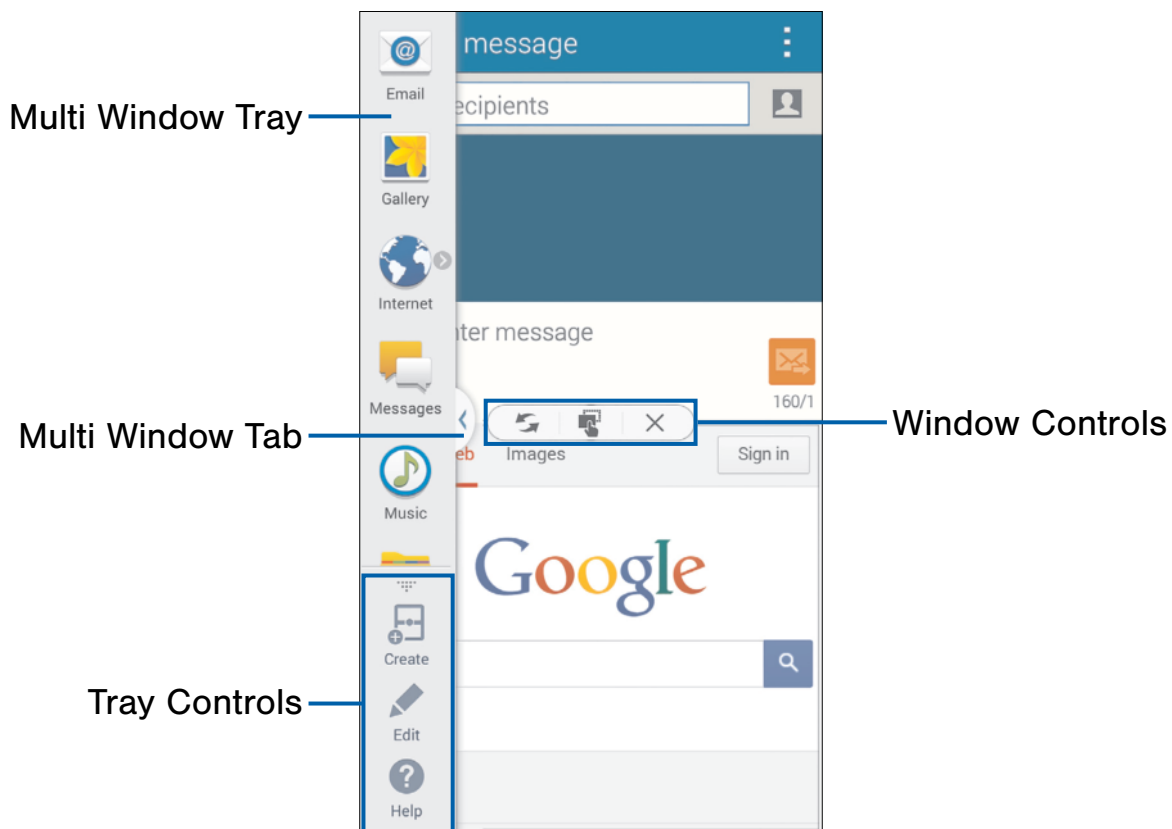 message
Email
ecipients
Multi Window Tray
Gallery
Internet
nter message
Messages
160/1
Multi Window Tab
Window Controls
eb Images Sign in
Music
Google
Create
Tray Controls
Edit
Help